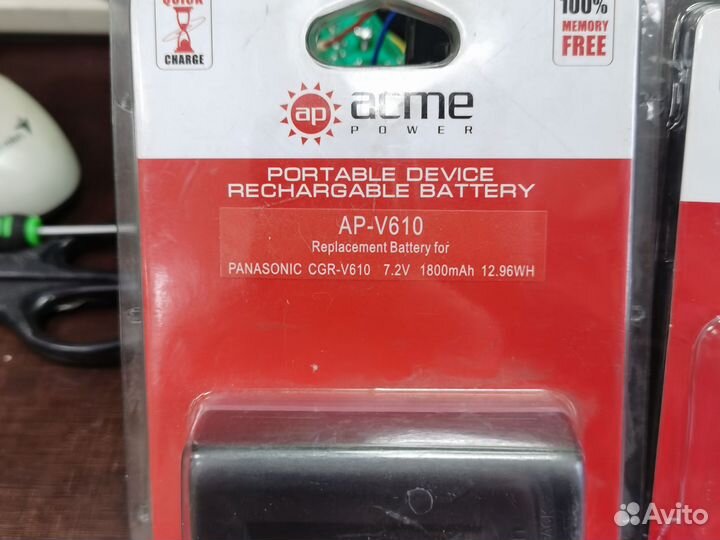 QUICK
CHARGE
100%
MEMORY
FREE
ap acme
POWER
PORTABLE DEVICE
RECHARGABLE BATTERY
AP-V610
Replacement Battery for
PANASONIC CGR-V610 7.2V 1800mAh 12.96WH
Avito